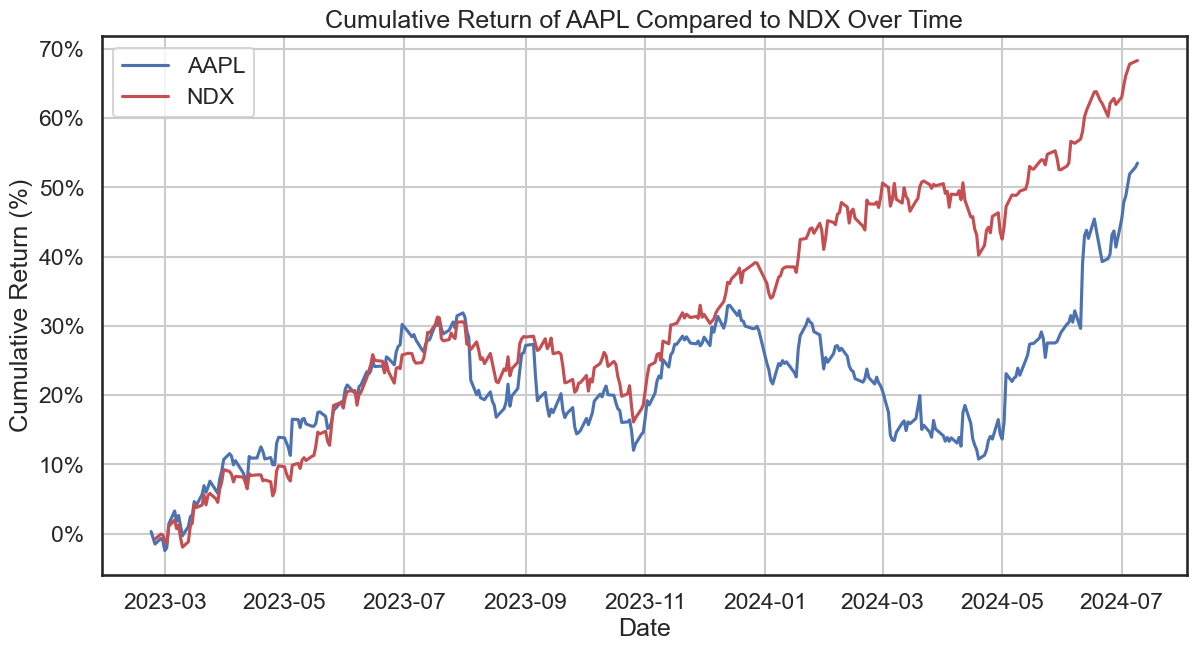 Cumulative Return of AAPL Compared to NDX Over Time
AAPL
NDX
Cumulative Return (%)
70%
60%
50%
40%
30%
20%
10%
0%
2023-03 2023-05 2023-07 2023-09 2023-11 2024-01 2024-03 2024-05 2024-07
Date